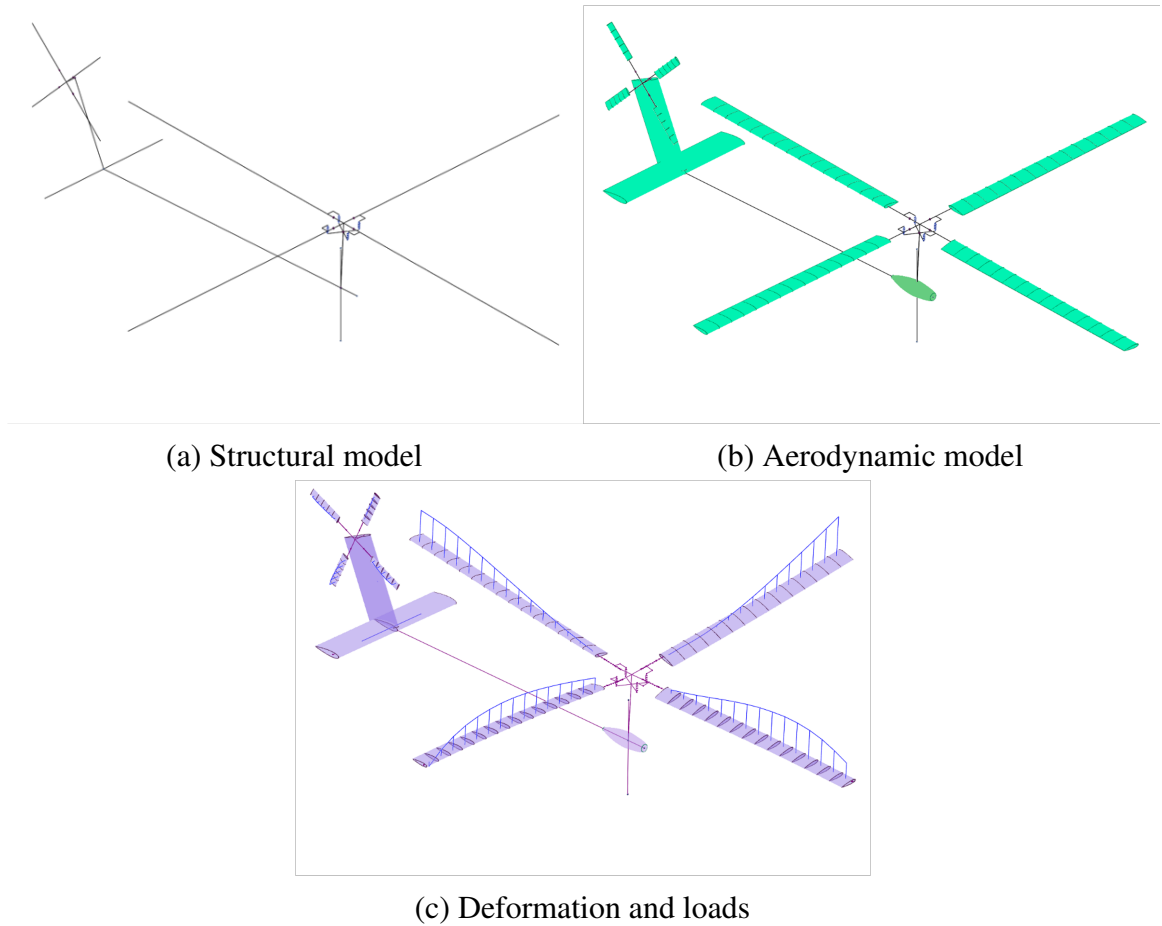 (a) Structural model
(b) Aerodynamic model
(c) Deformation and loads